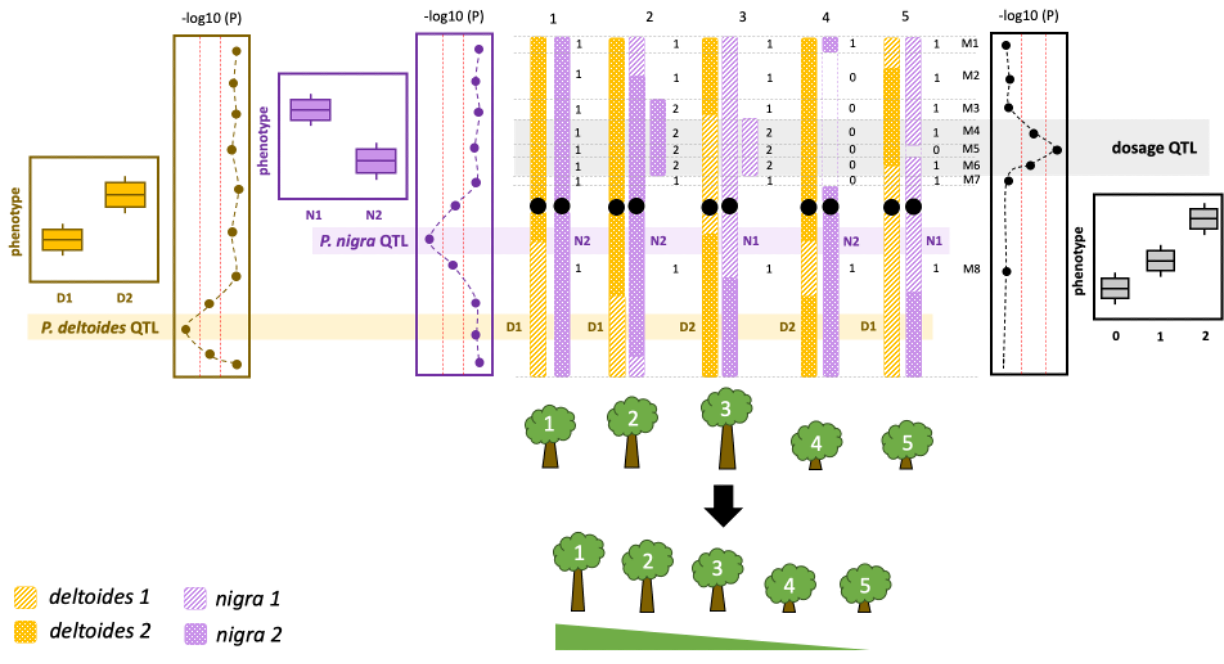 -log10 (P)
-log10 (P)
1 2 3 4 5
-log10 (P)
1 1 1 1 1 M1
1 1 1 0 1 M2
1 2 1 0 1 M3
1 2 2 0 1 M4
1 2 2 0 0 M5
1 2 2 0 1 M6
1 1 1 0 1 M7
dosage QTL
phenotype
N1 N2
phenotype
D1 D2
P. nigra QTL
N2 N2 N1 N2 N1
1 1 1 1 1 M8
phenotype
0 1 2
P. deltoides QTL
D1 D1 D2 D2 D1
1 2 3 4 5
1 2 3 4 5
deltoides 1
nigra 1
deltoides 2
nigra 2